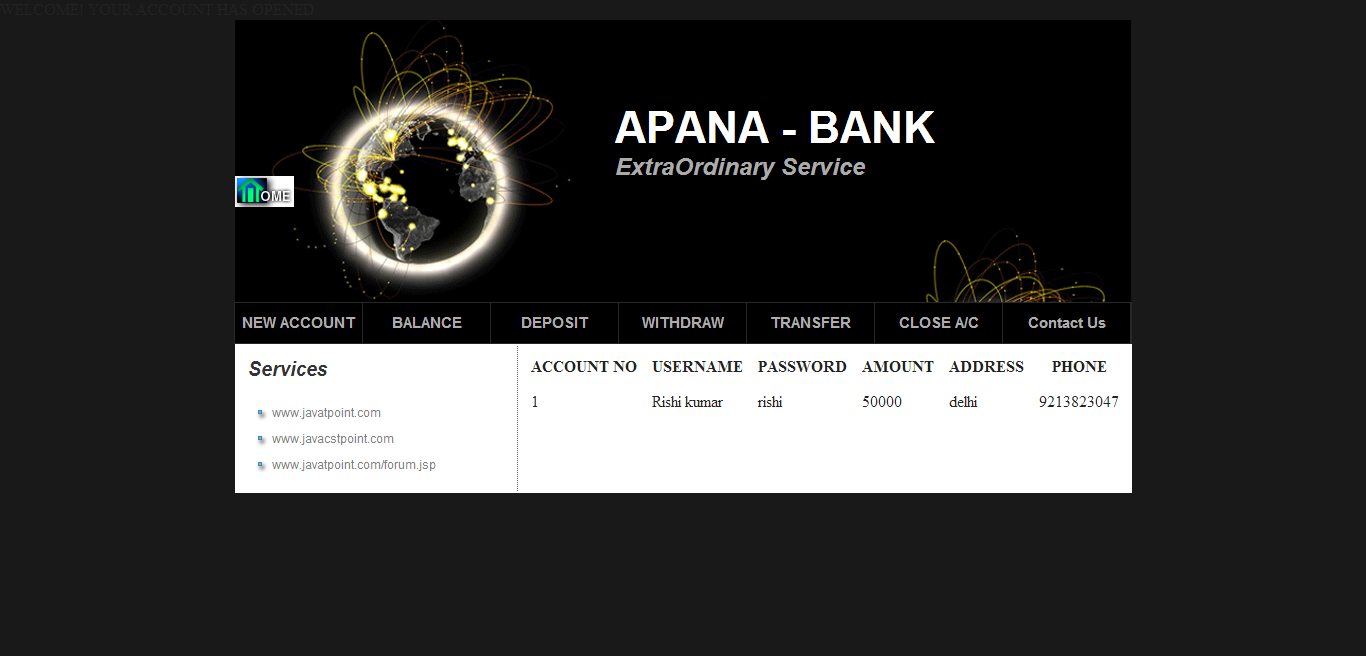 WELCOME! YOUR ACCOUNT HAS OPENED
APANA - BANK
ExtraOrdinary Service
OME
NEW ACCOUNT BALANCE DEPOSIT WITHDRAW TRANSFER CLOSE A/C Contact Us
Services
www.javatpoint.com
www.javacstpoint.com
www.javatpoint.com/forum.jsp
ACCOUNT NO USERNAME PASSWORD AMOUNT ADDRESS PHONE
1 Rishi kumar rishi 50000 delhi 9213823047